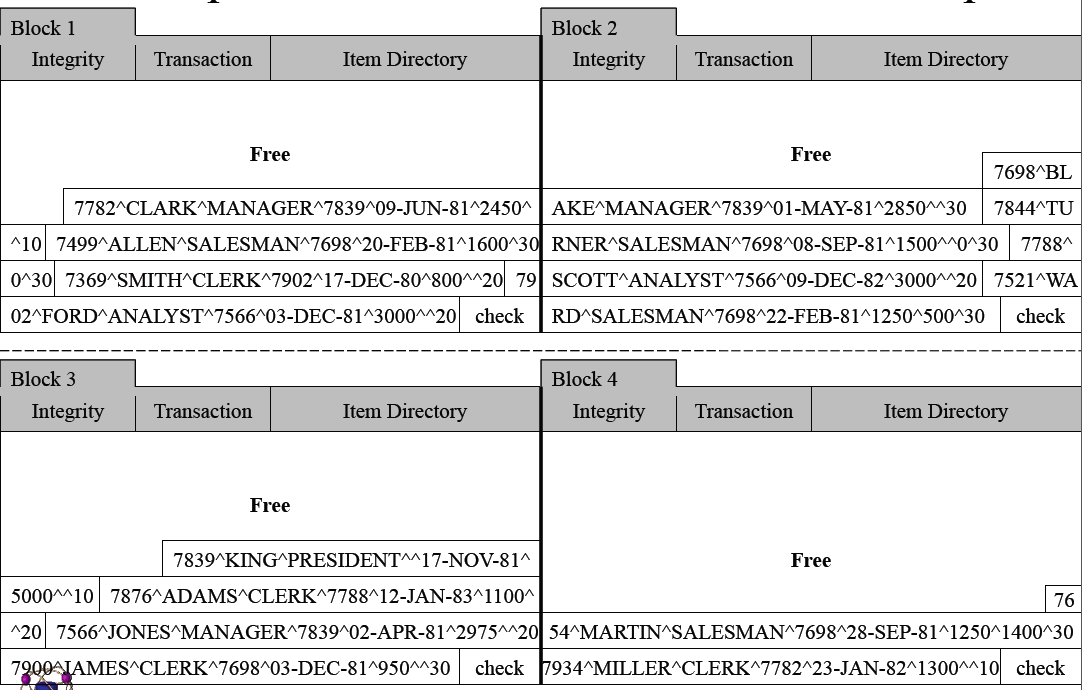 Block 1
Integrity Transaction Item Directory
Free
7782^CLARK^MANAGER^7839^09-JUN-81^2450^
^10 7499^ALLEN^SALESMAN^7698^20-FEB-81^1600^30
0^30 7369^SMITH^CLERK^7902^17-DEC-80^800^^20 79
02^FORD^ANALYST^7566^03-DEC-81^3000^^20 check
Block 2
Integrity Transaction Item Directory
Free
7698^BL
AKE^MANAGER^7839^01-MAY-81^2850^^30 7844^TU
RNER^SALESMAN^7698^08-SEP-81^1500^^0^30 7788^
SCOTT^ANALYST^7566^09-DEC-82^3000^^20 7521^WA
RD^SALESMAN^7698^22-FEB-81^1250^500^30 check
Block 3
Integrity Transaction Item Directory
Free
7839^KING^PRESIDENT^^17-NOV-81^
5000^^10 7876^ADAMS^CLERK^7788^12-JAN-83^1100^
^20 7566^JONES^MANAGER^7839^02-APR-81^2975^^20
7900^JAMES^CLERK^7698^03-DEC-81^950^^30 check
Block 4
Integrity Transaction Item Directory
Free
76
54^MARTIN^SALESMAN^7698^28-SEP-81^1250^1400^30
7934^MILLER^CLERK^7782^23-JAN-82^1300^^10 check